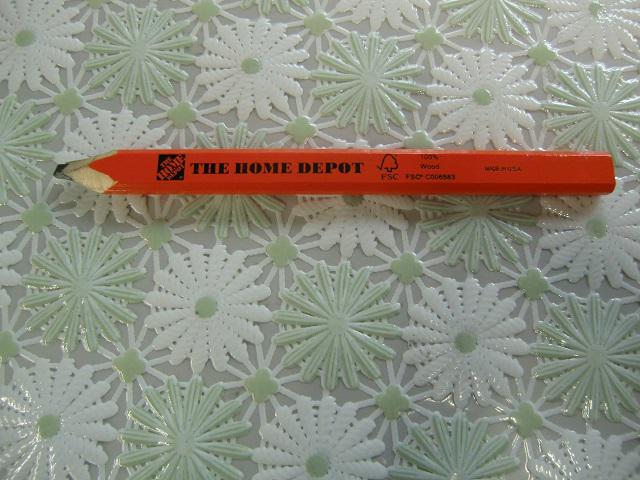 THE HOME DEPOT
THE HOME DEPOT
FSC
100%
Wood
FSC® C006583
MADE IN U.S.A.